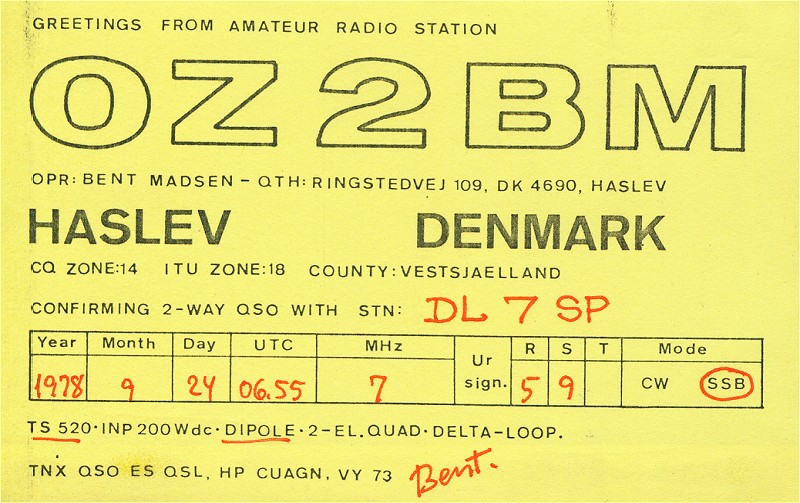 GREETINGS FROM AMATEUR RADIO STATION
OZ2BM
OPR: BENT MADSEN – QTH: RINGSTEDVEJ 109, DK 4690, HASLEV
HASLEV DENMARK
CQ ZONE:14 ITU ZONE:18 COUNTY: VESTSJAELLAND
CONFIRMING 2-WAY QSO WITH STN: DL 7 SP
Year Month Day UTC MHz Ur sign. R S T Mode
1978 9 24 06.55 7 5 9 CW SSB
TS 520·INP 200 Wdc·DIPOLE·2-EL.QUAD·DELTA-LOOP.
TNX QSO ES QSL, HP CUAGN, VY 73 Bent.